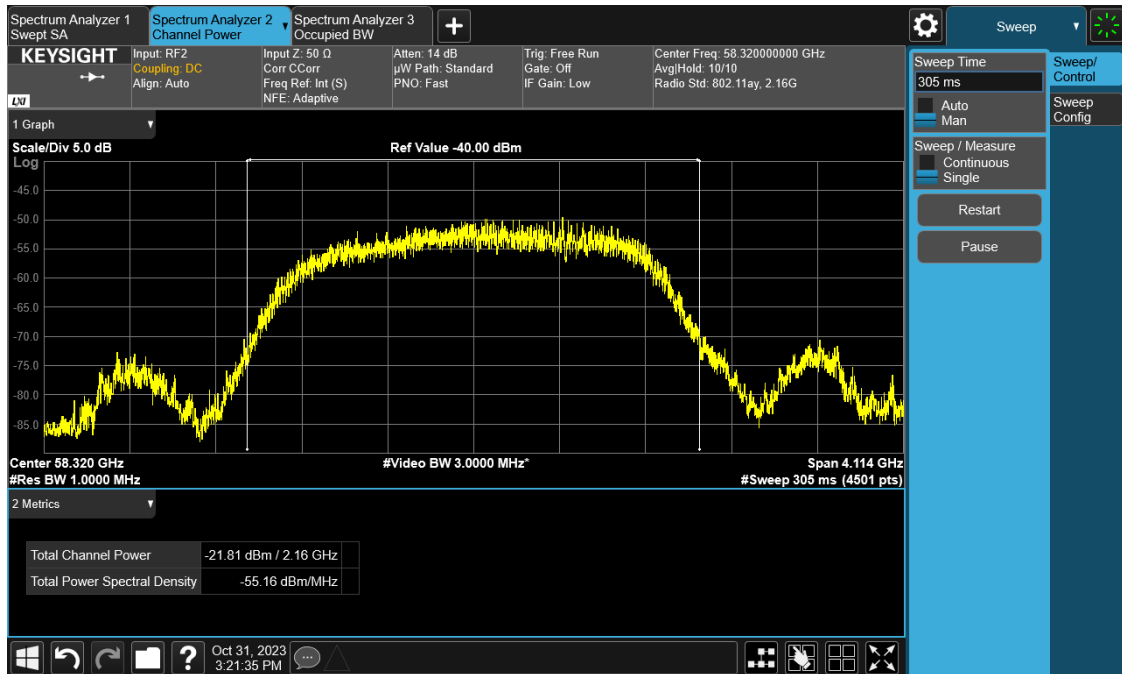 Spectrum Analyzer 1
Swept SA
Spectrum Analyzer 2
Channel Power
Spectrum Analyzer 3
Occupied BW
Sweep
KEYSIGHT
LXI
Input: RF2
Coupling: DC
Align: Auto
Input Z: 50 Ω
Corr CCorr
Freq Ref: Int (S)
NFE: Adaptive
Atten: 14 dB
µW Path: Standard
PNO: Fast
Trig: Free Run
Gate: Off
IF Gain: Low
Center Freq: 58.320000000 GHz
Avg|Hold: 10/10
Radio Std: 802.11ay, 2.16G
Sweep Time
305 ms
Auto
Man
Sweep / Measure
Continuous
Single
Restart
Pause
Sweep/
Control
Sweep
Config
1 Graph
Scale/Div 5.0 dB
Ref Value -40.00 dBm
Log
-45.0
-50.0
-55.0
-60.0
-65.0
-70.0
-75.0
-80.0
-85.0
Center 58.320 GHz
#Video BW 3.0000 MHz*
Span 4.114 GHz
#Res BW 1.0000 MHz
#Sweep 305 ms (4501 pts)
2 Metrics
Total Channel Power -21.81 dBm / 2.16 GHz
Total Power Spectral Density -55.16 dBm/MHz
?
Oct 31, 2023
3:21:35 PM